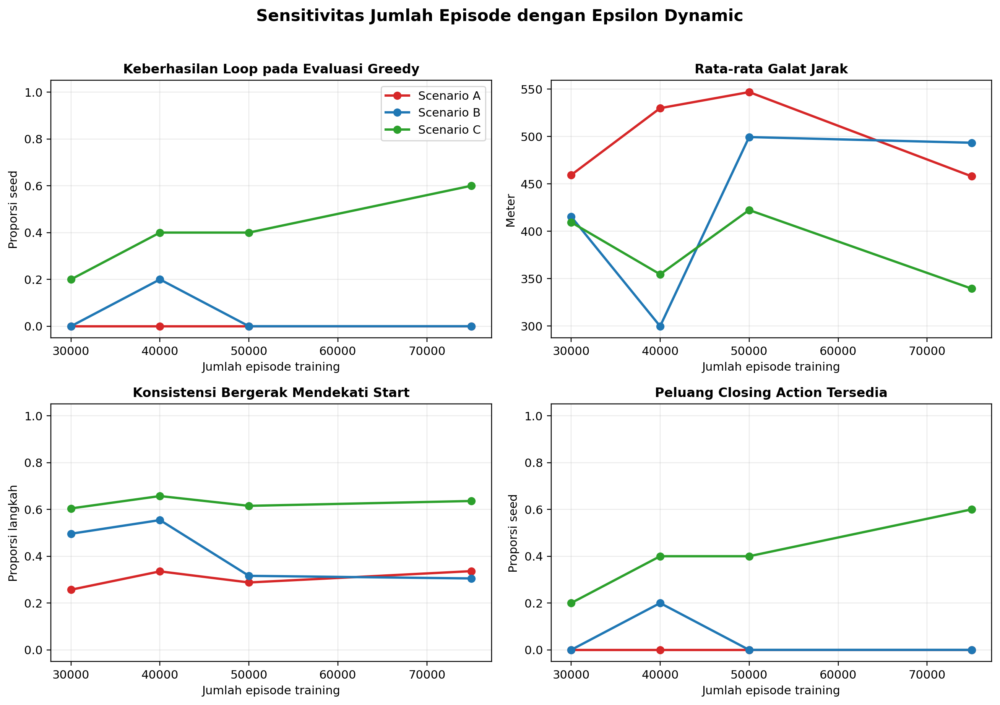 Sensitivitas Jumlah Episode dengan Epsilon Dynamic
Keberhasilan Loop pada Evaluasi Greedy
1.0
0.8
0.6
0.4
0.2
0.0
Proporsi seed
Scenario A
Scenario B
Scenario C
30000 40000 50000 60000 70000
Jumlah episode training
Rata-rata Galat Jarak
550
500
450
400
350
300
Meter
30000 40000 50000 60000 70000
Jumlah episode training
Konsistensi Bergerak Mendekati Start
1.0
0.8
0.6
0.4
0.2
0.0
Proporsi langkah
30000 40000 50000 60000 70000
Jumlah episode training
Peluang Closing Action Tersedia
1.0
0.8
0.6
0.4
0.2
0.0
Proporsi seed
30000 40000 50000 60000 70000
Jumlah episode training